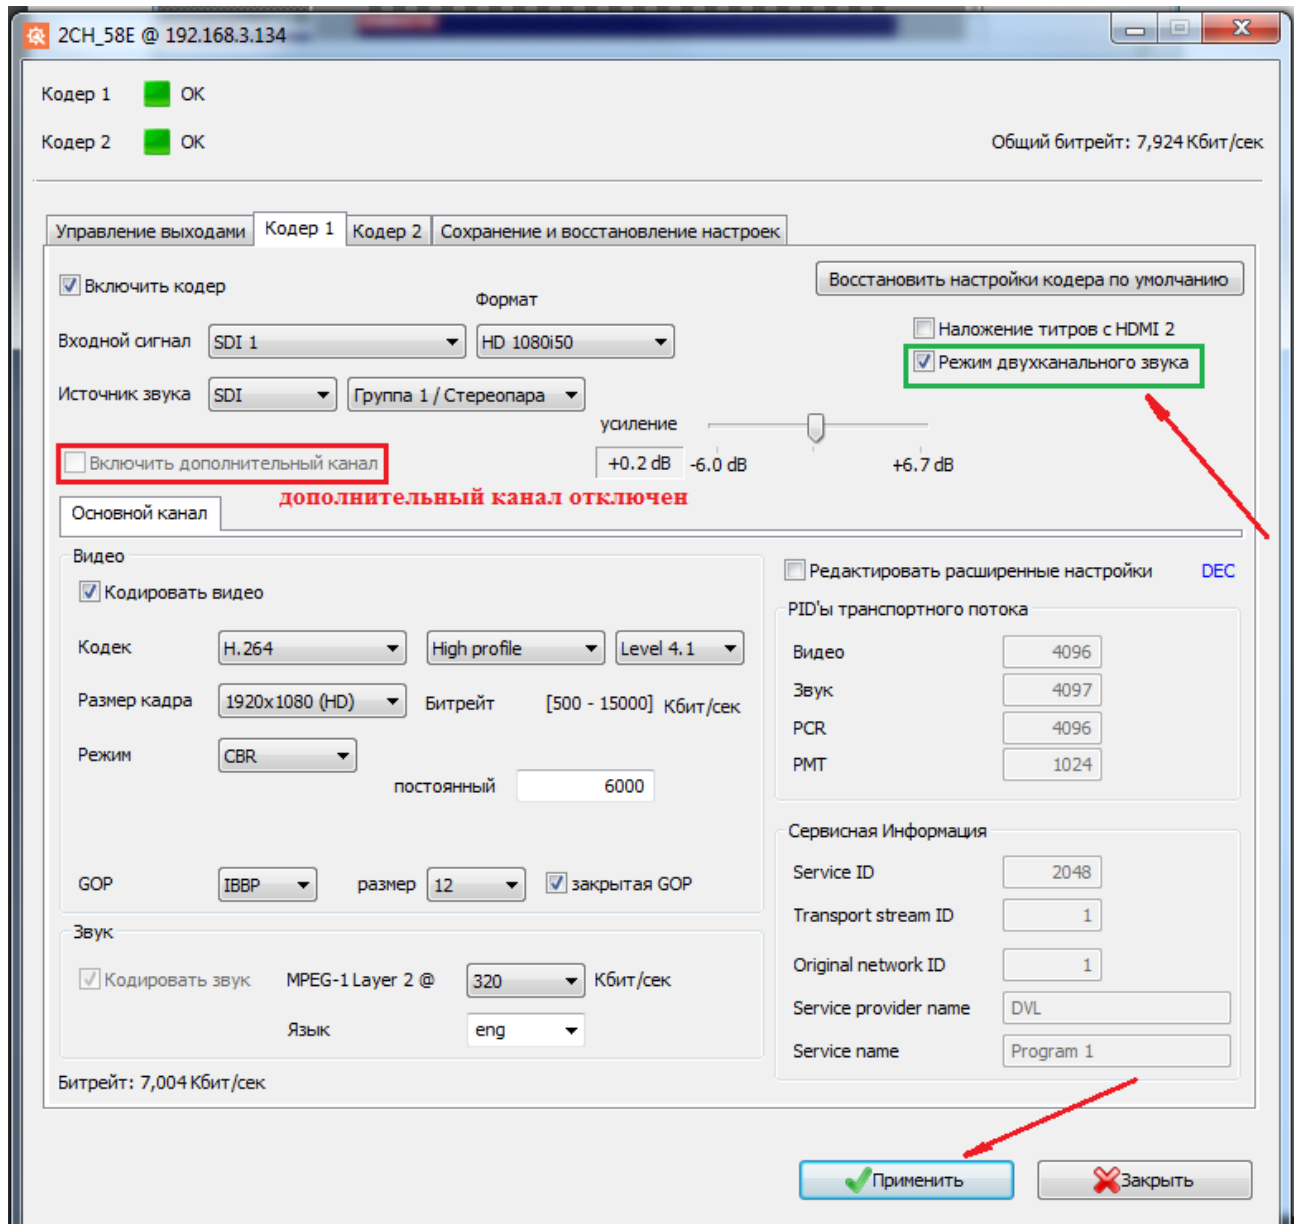 2CH_58E @ 192.168.3.134
Кодер 1 OK
Кодер 2 OK
Общий битрейт: 7,924 Кбит/сек
Управление выходами Кодер 1 Кодер 2 Сохранение и восстановление настроек
Включить кодер
Восстановить настройки кодера по умолчанию
Формат
Наложение титров с HDMI 2
Входной сигнал SDI 1 HD 1080i50
Режим двухканального звука
Источник звука SDI Группа 1 / Стереопара
усиление
Включить дополнительный канал
+0.2 dB -6.0 dB +6.7 dB
дополнительный канал отключен
Основной канал
Видео
Кодировать видео
Кодек H.264 High profile Level 4.1
Размер кадра 1920x1080 (HD) Битрейт [500 - 15000] Кбит/сек
Режим CBR
постоянный 6000
GOP IBBP размер 12 закрытая GOP
Звук
Кодировать звук MPEG-1 Layer 2 @ 320 Кбит/сек
Язык eng
Битрейт: 7,004 Кбит/сек
Редактировать расширенные настройки DEC
PID'ы транспортного потока
Видео 4096
Звук 4097
PCR 4096
PMT 1024
Сервисная Информация
Service ID 2048
Transport stream ID 1
Original network ID 1
Service provider name DVL
Service name Program 1
Применить Закрыть